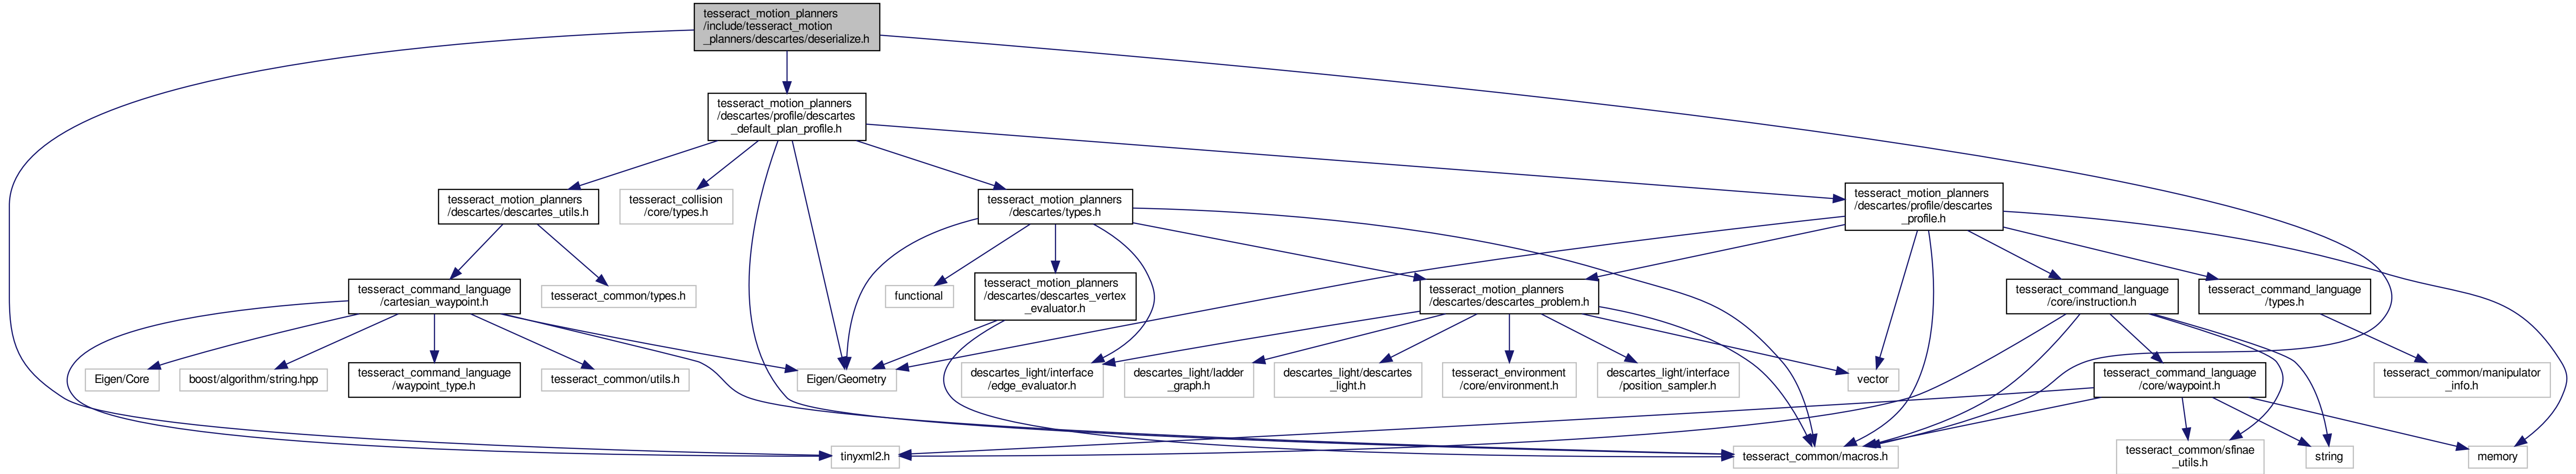 tesseract_motion_planners
/include/tesseract_motion
_planners/descartes/deserialize.h
tesseract_motion_planners
/descartes/profile/descartes
_default_plan_profile.h
tesseract_motion_planners
/descartes/descartes_utils.h
tesseract_collision
/core/types.h
tesseract_motion_planners
/descartes/types.h
tesseract_motion_planners
/descartes/profile/descartes
_profile.h
tesseract_command_language
/cartesian_waypoint.h
tesseract_common/types.h
functional
tesseract_motion_planners
/descartes/descartes_vertex
_evaluator.h
tesseract_motion_planners
/descartes/descartes_problem.h
tesseract_command_language
/core/instruction.h
tesseract_command_language
/types.h
Eigen/Core
boost/algorithm/string.hpp
tesseract_command_language
/waypoint_type.h
tesseract_common/utils.h
Eigen/Geometry
descartes_light/interface
/edge_evaluator.h
descartes_light/ladder
_graph.h
descartes_light/descartes
_light.h
tesseract_environment
/core/environment.h
descartes_light/interface
/position_sampler.h
vector
tesseract_command_language
/core/waypoint.h
tesseract_common/manipulator
_info.h
tinyxml2.h
tesseract_common/macros.h
tesseract_common/sfinae
_utils.h
string
memory